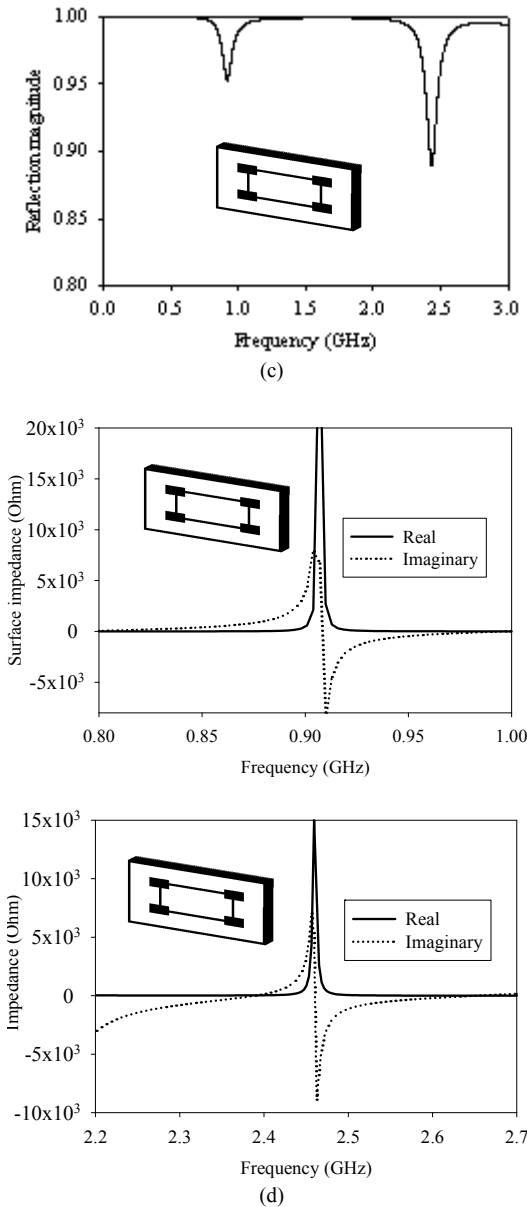 Reflection magnitude
1.00
0.95
0.90
0.85
0.80
0.0 0.5 1.0 1.5 2.0 2.5 3.0
Frequency (GHz)
(c)
Surface impedance (Ohm)
20x10³
15x10³
10x10³
5x10³
0
-5x10³
Real
Imaginary
0.80 0.85 0.90 0.95 1.00
Frequency (GHz)
Impedance (Ohm)
15x10³
10x10³
5x10³
0
-5x10³
-10x10³
Real
Imaginary
2.2 2.3 2.4 2.5 2.6 2.7
Frequency (GHz)
(d)